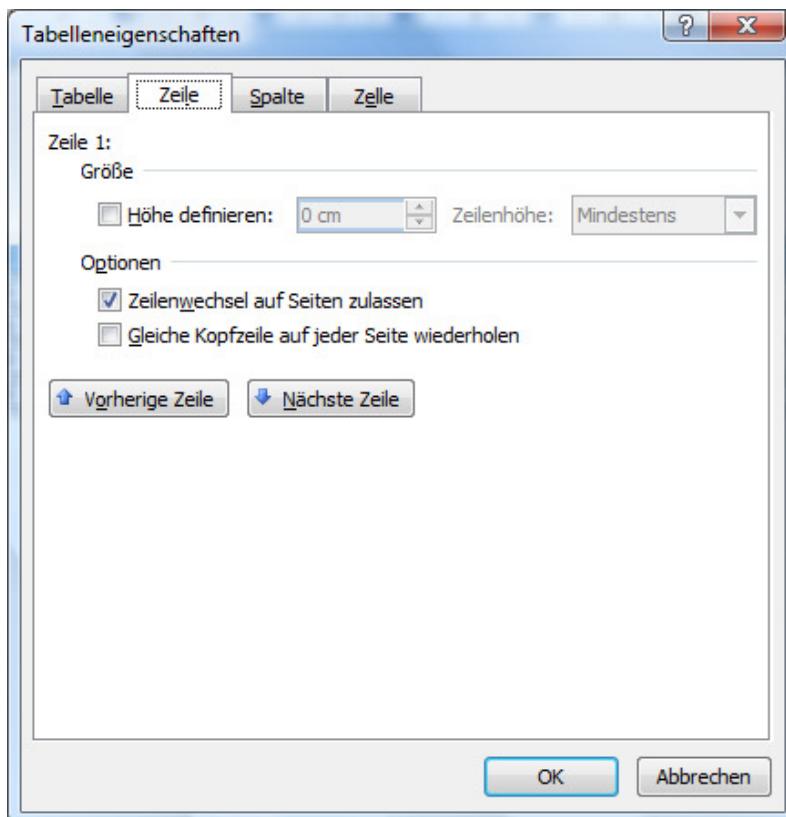 Tabelleneigenschaften
Tabelle Zeile Spalte Zelle
Zeile 1:
Größe
Höhe definieren: 0 cm Zeilenhöhe: Mindestens
Optionen
Zeilenwechsel auf Seiten zulassen
Gleiche Kopfzeile auf jeder Seite wiederholen
Vorherige Zeile Nächste Zeile
OK Abbrechen